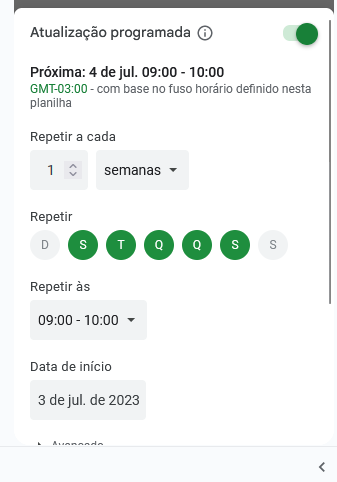 Atualização programada
Próxima: 4 de jul. 09:00 - 10:00
GMT-03:00 - com base no fuso horário definido nesta
planilha
Repetir a cada
1 semanas
Repetir
D S T Q Q S S
Repetir às
09:00 - 10:00
Data de início
3 de jul. de 2023
Avançado